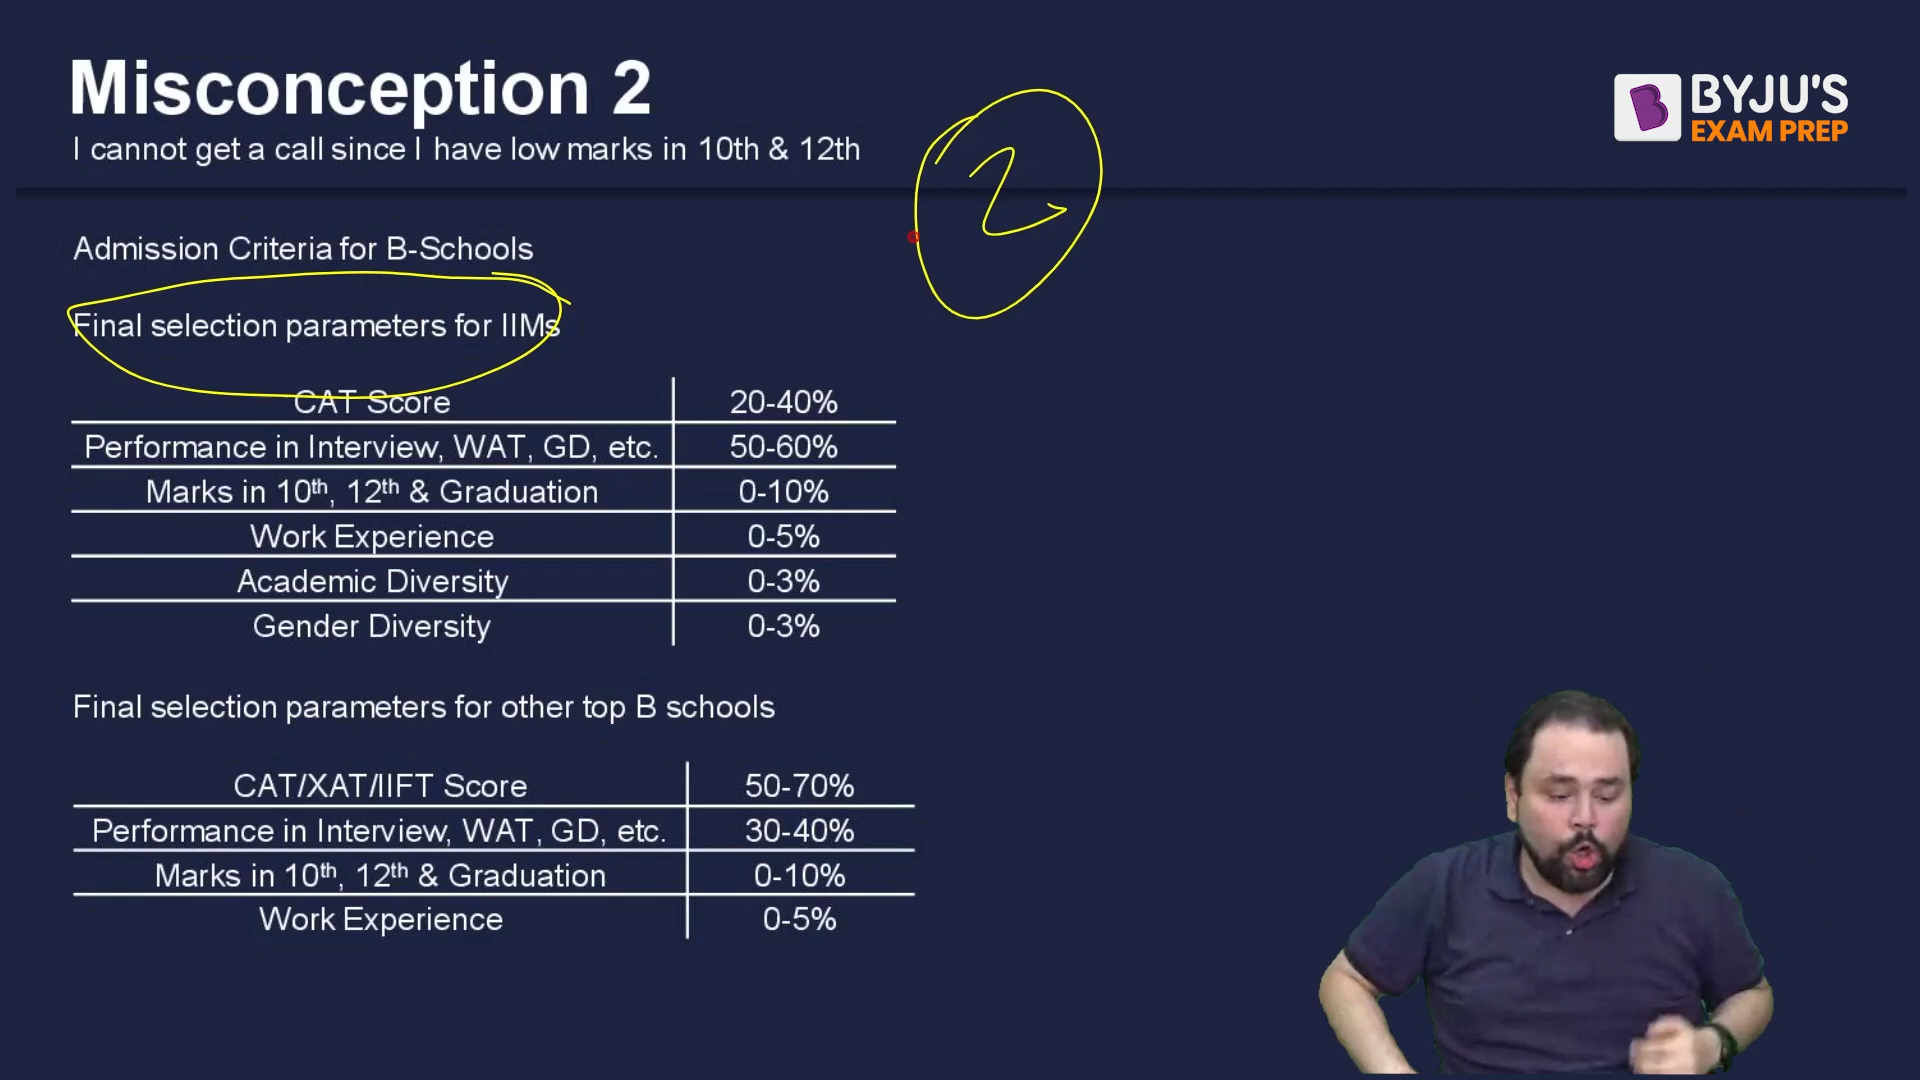 Misconception 2
I cannot get a call since I have low marks in 10th & 12th
BYJU'S
EXAM PREP
2
Admission Criteria for B-Schools
Final selection parameters for IIMs
CAT Score 20-40%
Performance in Interview, WAT, GD, etc. 50-60%
Marks in 10th, 12th & Graduation 0-10%
Work Experience 0-5%
Academic Diversity 0-3%
Gender Diversity 0-3%
Final selection parameters for other top B schools
CAT/XAT/IIFT Score 50-70%
Performance in Interview, WAT, GD, etc. 30-40%
Marks in 10th, 12th & Graduation 0-10%
Work Experience 0-5%